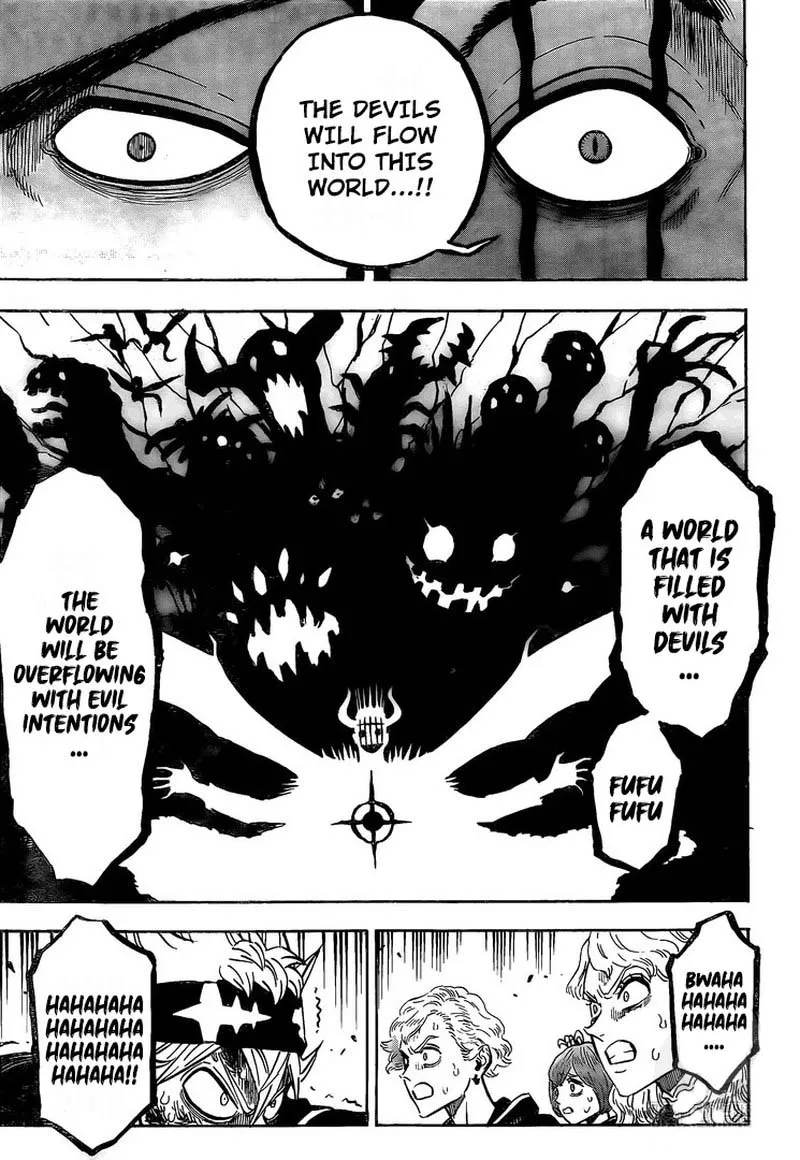 THE DEVILS
WILL FLOW
INTO THIS
WORLD...!!
A WORLD
THAT IS
FILLED
WITH
DEVILS
...
FUFU
FUFU
THE
WORLD
WILL BE
OVERFLOWING
WITH EVIL
INTENTIONS
...
BWAHA
HAHAHA
HAHAHA
....
HAHAHAHA
HAHAHAHA
HAHAHAHA
HAHAHA!!